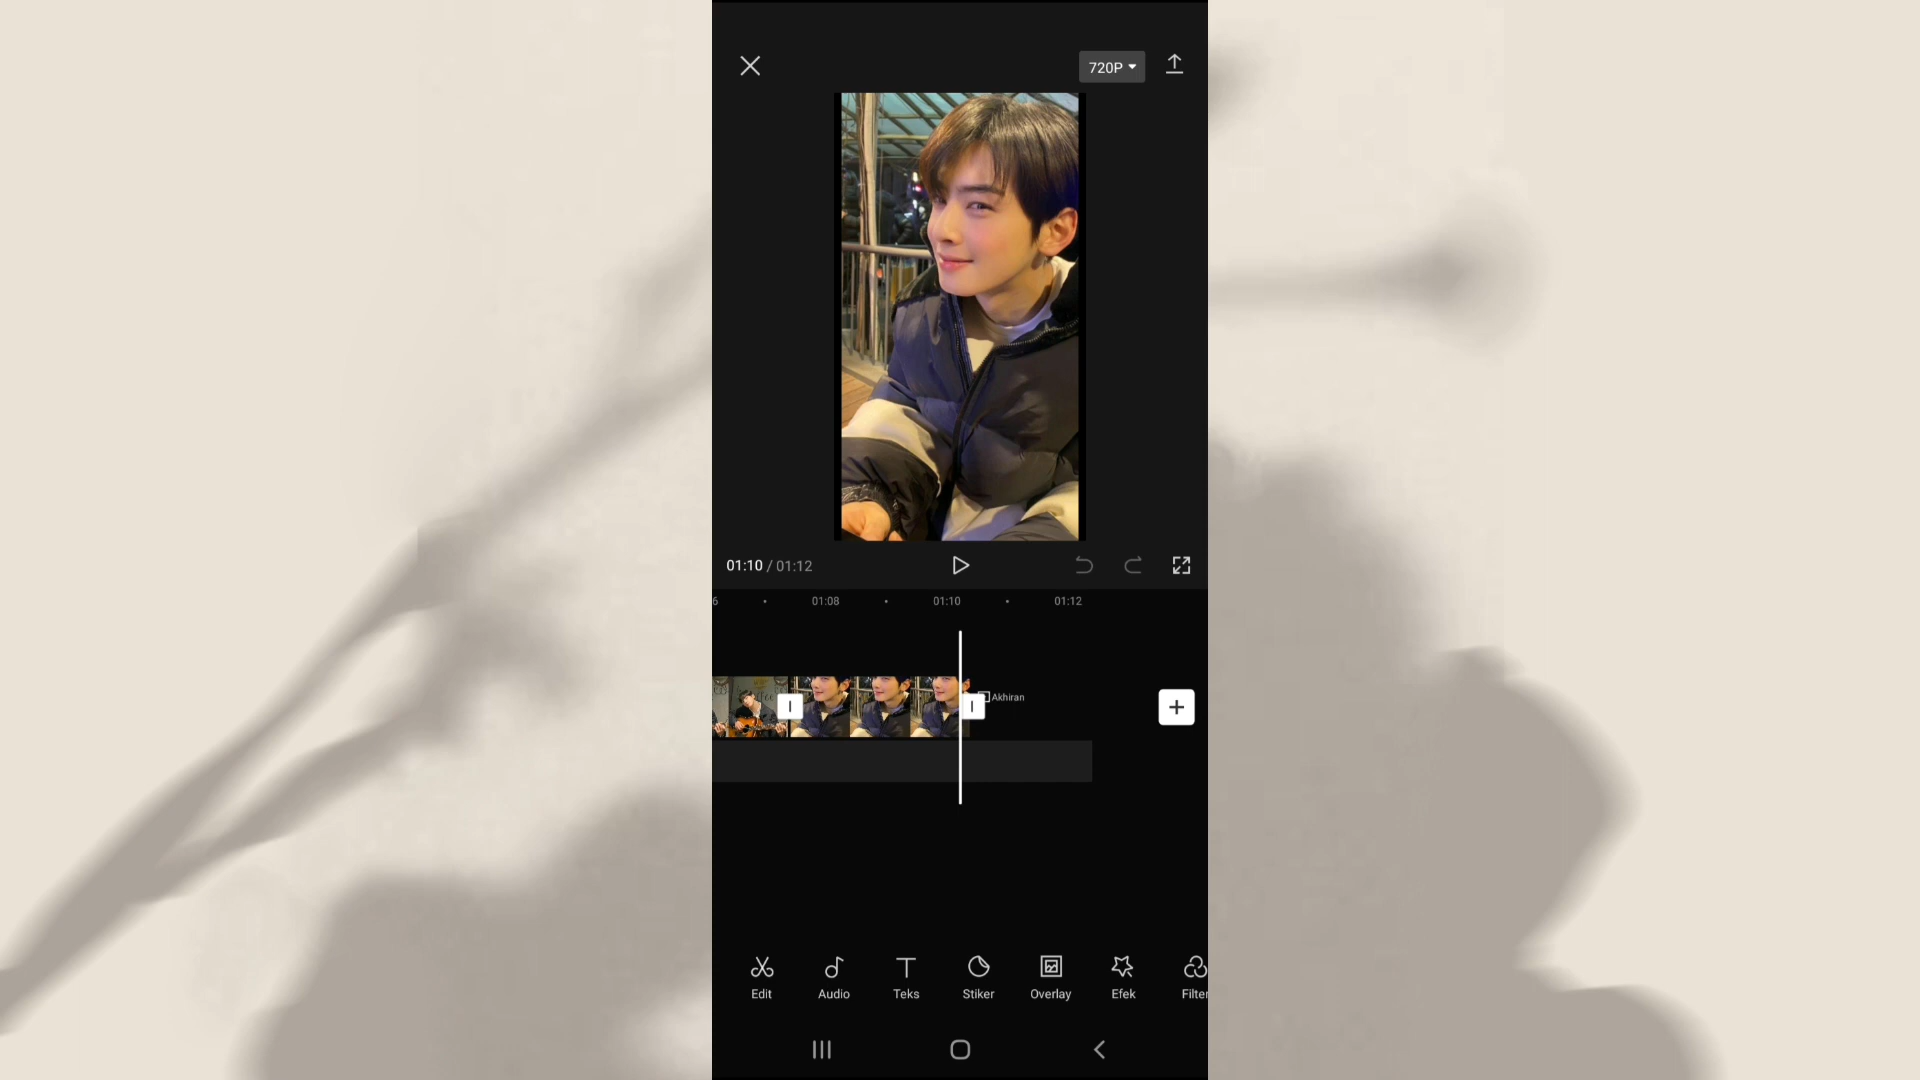 720P
01:10 / 01:12
6 01:08 01:10 01:12
Akhiran
Edit Audio Teks Stiker Overlay Efek Filter